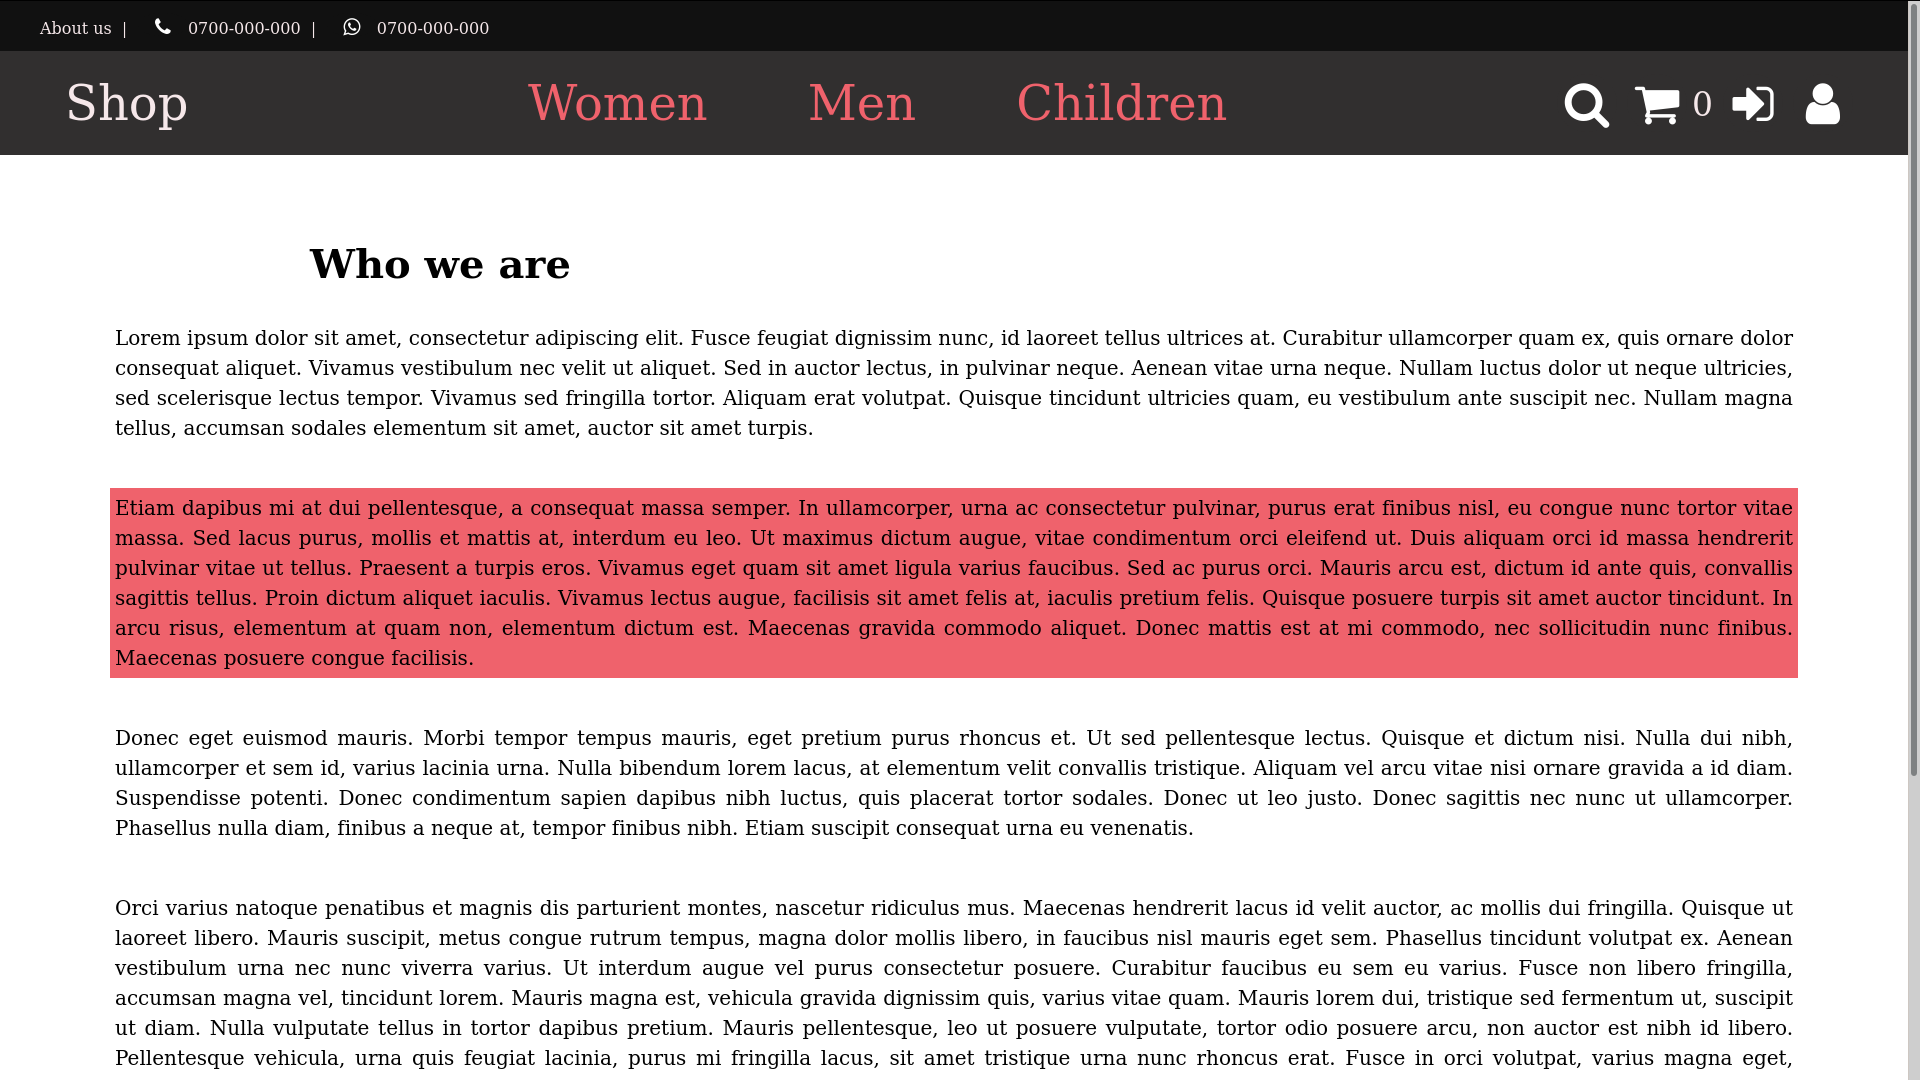 About us | 0700-000-000 | 0700-000-000
Shop Women Men Children 0
Who we are
Lorem ipsum dolor sit amet, consectetur adipiscing elit. Fusce feugiat dignissim nunc, id laoreet tellus ultrices at. Curabitur ullamcorper quam ex, quis ornare dolor
consequat aliquet. Vivamus vestibulum nec velit ut aliquet. Sed in auctor lectus, in pulvinar neque. Aenean vitae urna neque. Nullam luctus dolor ut neque ultricies,
sed scelerisque lectus tempor. Vivamus sed fringilla tortor. Aliquam erat volutpat. Quisque tincidunt ultricies quam, eu vestibulum ante suscipit nec. Nullam magna
tellus, accumsan sodales elementum sit amet, auctor sit amet turpis.
Etiam dapibus mi at dui pellentesque, a consequat massa semper. In ullamcorper, urna ac consectetur pulvinar, purus erat finibus nisl, eu congue nunc tortor vitae
massa. Sed lacus purus, mollis et mattis at, interdum eu leo. Ut maximus dictum augue, vitae condimentum orci eleifend ut. Duis aliquam orci id massa hendrerit
pulvinar vitae ut tellus. Praesent a turpis eros. Vivamus eget quam sit amet ligula varius faucibus. Sed ac purus orci. Mauris arcu est, dictum id ante quis, convallis
sagittis tellus. Proin dictum aliquet iaculis. Vivamus lectus augue, facilisis sit amet felis at, iaculis pretium felis. Quisque posuere turpis sit amet auctor tincidunt. In
arcu risus, elementum at quam non, elementum dictum est. Maecenas gravida commodo aliquet. Donec mattis est at mi commodo, nec sollicitudin nunc finibus.
Maecenas posuere congue facilisis.
Donec eget euismod mauris. Morbi tempor tempus mauris, eget pretium purus rhoncus et. Ut sed pellentesque lectus. Quisque et dictum nisi. Nulla dui nibh,
ullamcorper et sem id, varius lacinia urna. Nulla bibendum lorem lacus, at elementum velit convallis tristique. Aliquam vel arcu vitae nisi ornare gravida a id diam.
Suspendisse potenti. Donec condimentum sapien dapibus nibh luctus, quis placerat tortor sodales. Donec ut leo justo. Donec sagittis nec nunc ut ullamcorper.
Phasellus nulla diam, finibus a neque at, tempor finibus nibh. Etiam suscipit consequat urna eu venenatis.
Orci varius natoque penatibus et magnis dis parturient montes, nascetur ridiculus mus. Maecenas hendrerit lacus id velit auctor, ac mollis dui fringilla. Quisque ut
laoreet libero. Mauris suscipit, metus congue rutrum tempus, magna dolor mollis libero, in faucibus nisl mauris eget sem. Phasellus tincidunt volutpat ex. Aenean
vestibulum urna nec nunc viverra varius. Ut interdum augue vel purus consectetur posuere. Curabitur faucibus eu sem eu varius. Fusce non libero fringilla,
accumsan magna vel, tincidunt lorem. Mauris magna est, vehicula gravida dignissim quis, varius vitae quam. Mauris lorem dui, tristique sed fermentum ut, suscipit
ut diam. Nulla vulputate tellus in tortor dapibus pretium. Mauris pellentesque, leo ut posuere vulputate, tortor odio posuere arcu, non auctor est nibh id libero.
Pellentesque vehicula, urna quis feugiat lacinia, purus mi fringilla lacus, sit amet tristique urna nunc rhoncus erat. Fusce in orci volutpat, varius magna eget,